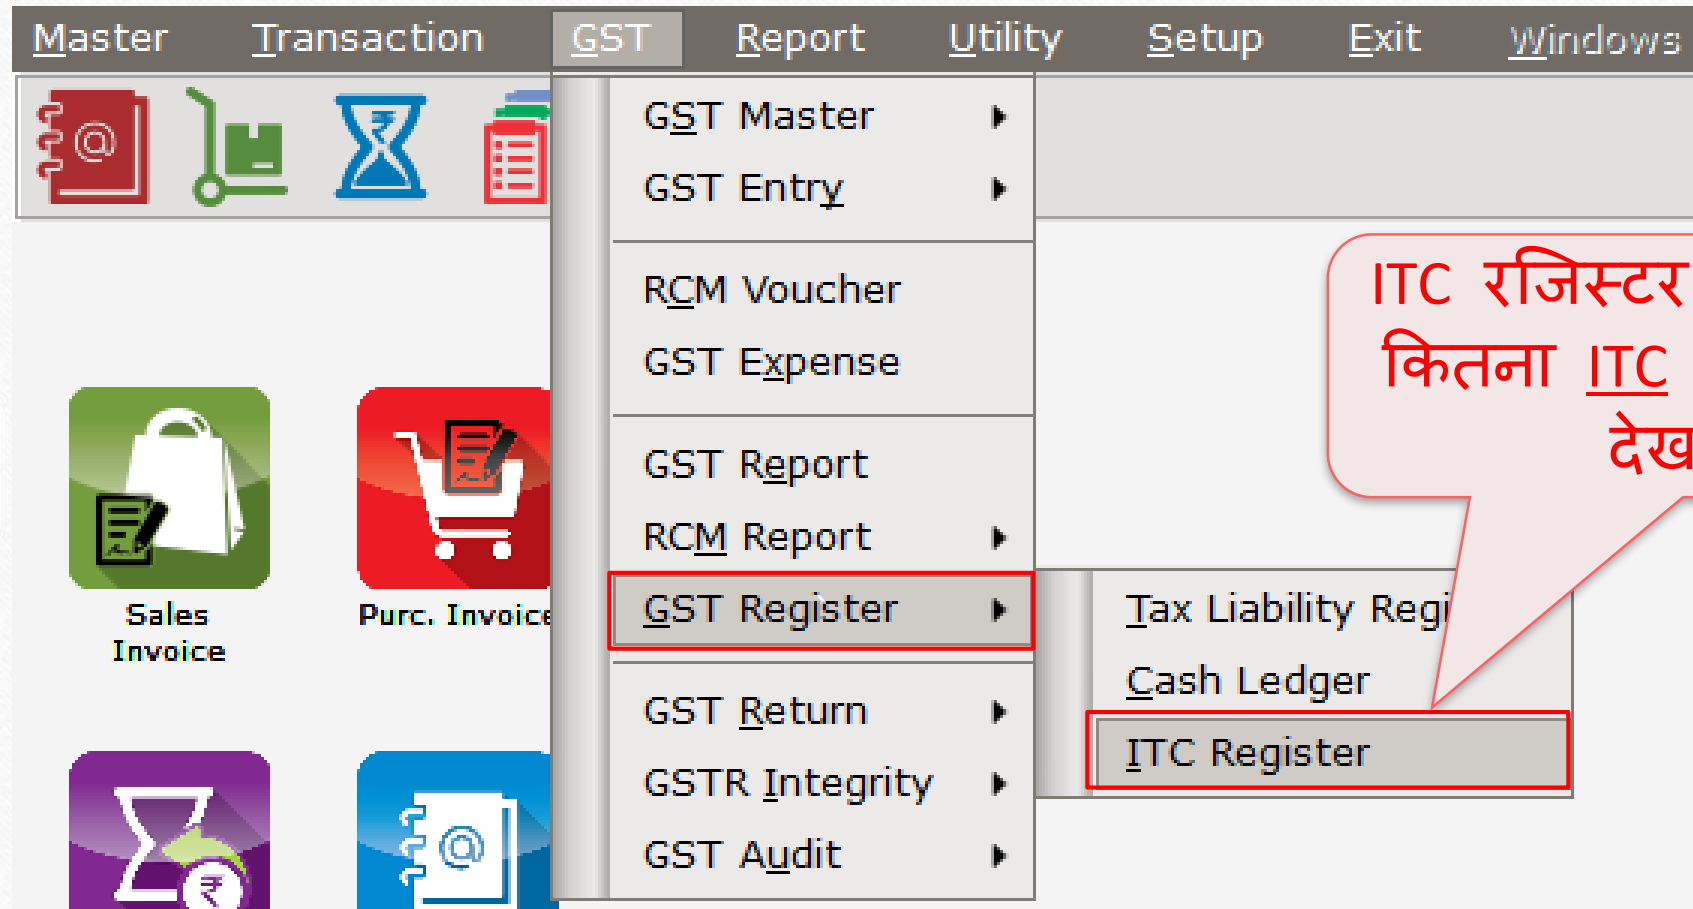 Master Transaction GST Report Utility Setup Exit Windows
GST Master
GST Entry
RCM Voucher
GST Expense
GST Report
RCM Report
GST Register
GST Return
GSTR Integrity
GST Audit
Tax Liability Regi
Cash Ledger
ITC Register
ITC रजिस्टर
कितना ITC
देख
Sales
Invoice
Purc. Invoice